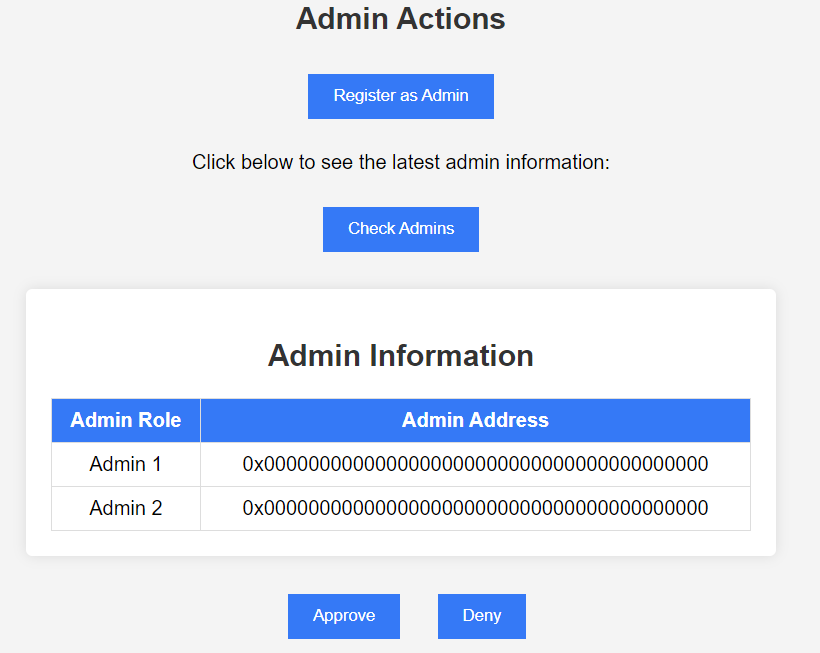 Admin Actions
Register as Admin
Click below to see the latest admin information:
Check Admins
Admin Information
Admin Role Admin Address
Admin 1 0x0000000000000000000000000000000000000000
Admin 2 0x0000000000000000000000000000000000000000
Approve Deny